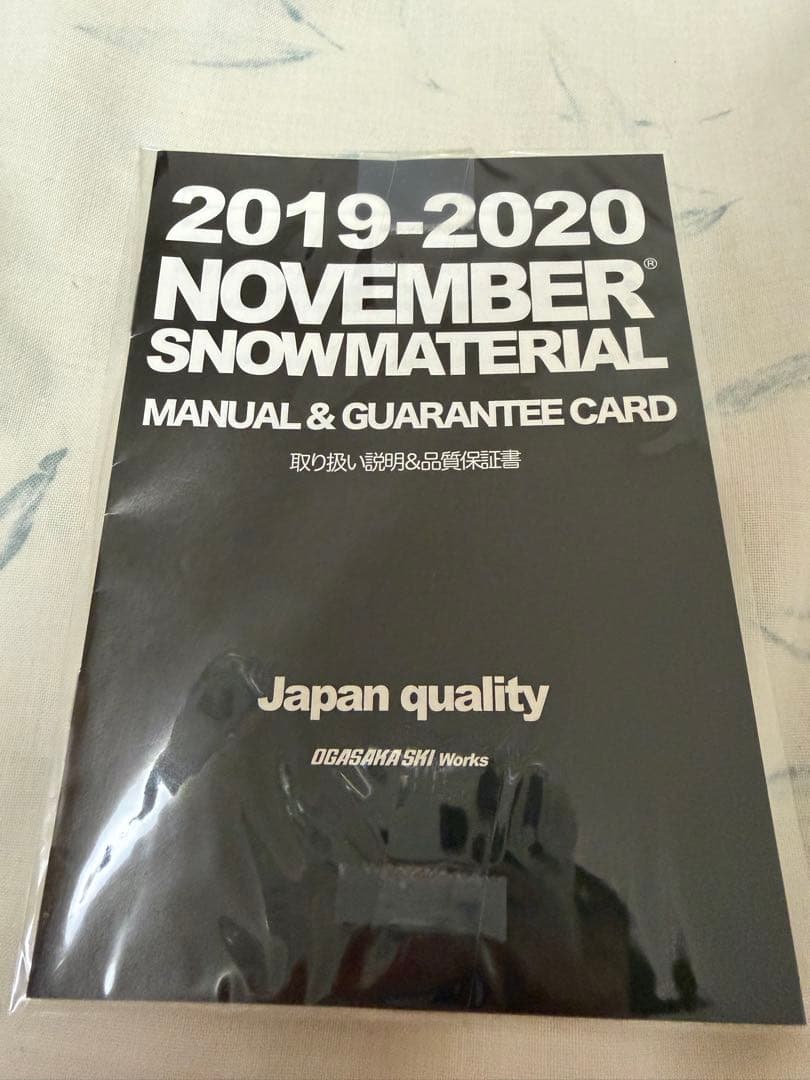 2019-2020
NOVEMBER®
SNOWMATERIAL
MANUAL & GUARANTEE CARD
取り扱い説明&品質保証書
Japan quality
OGASAKA SKI Works